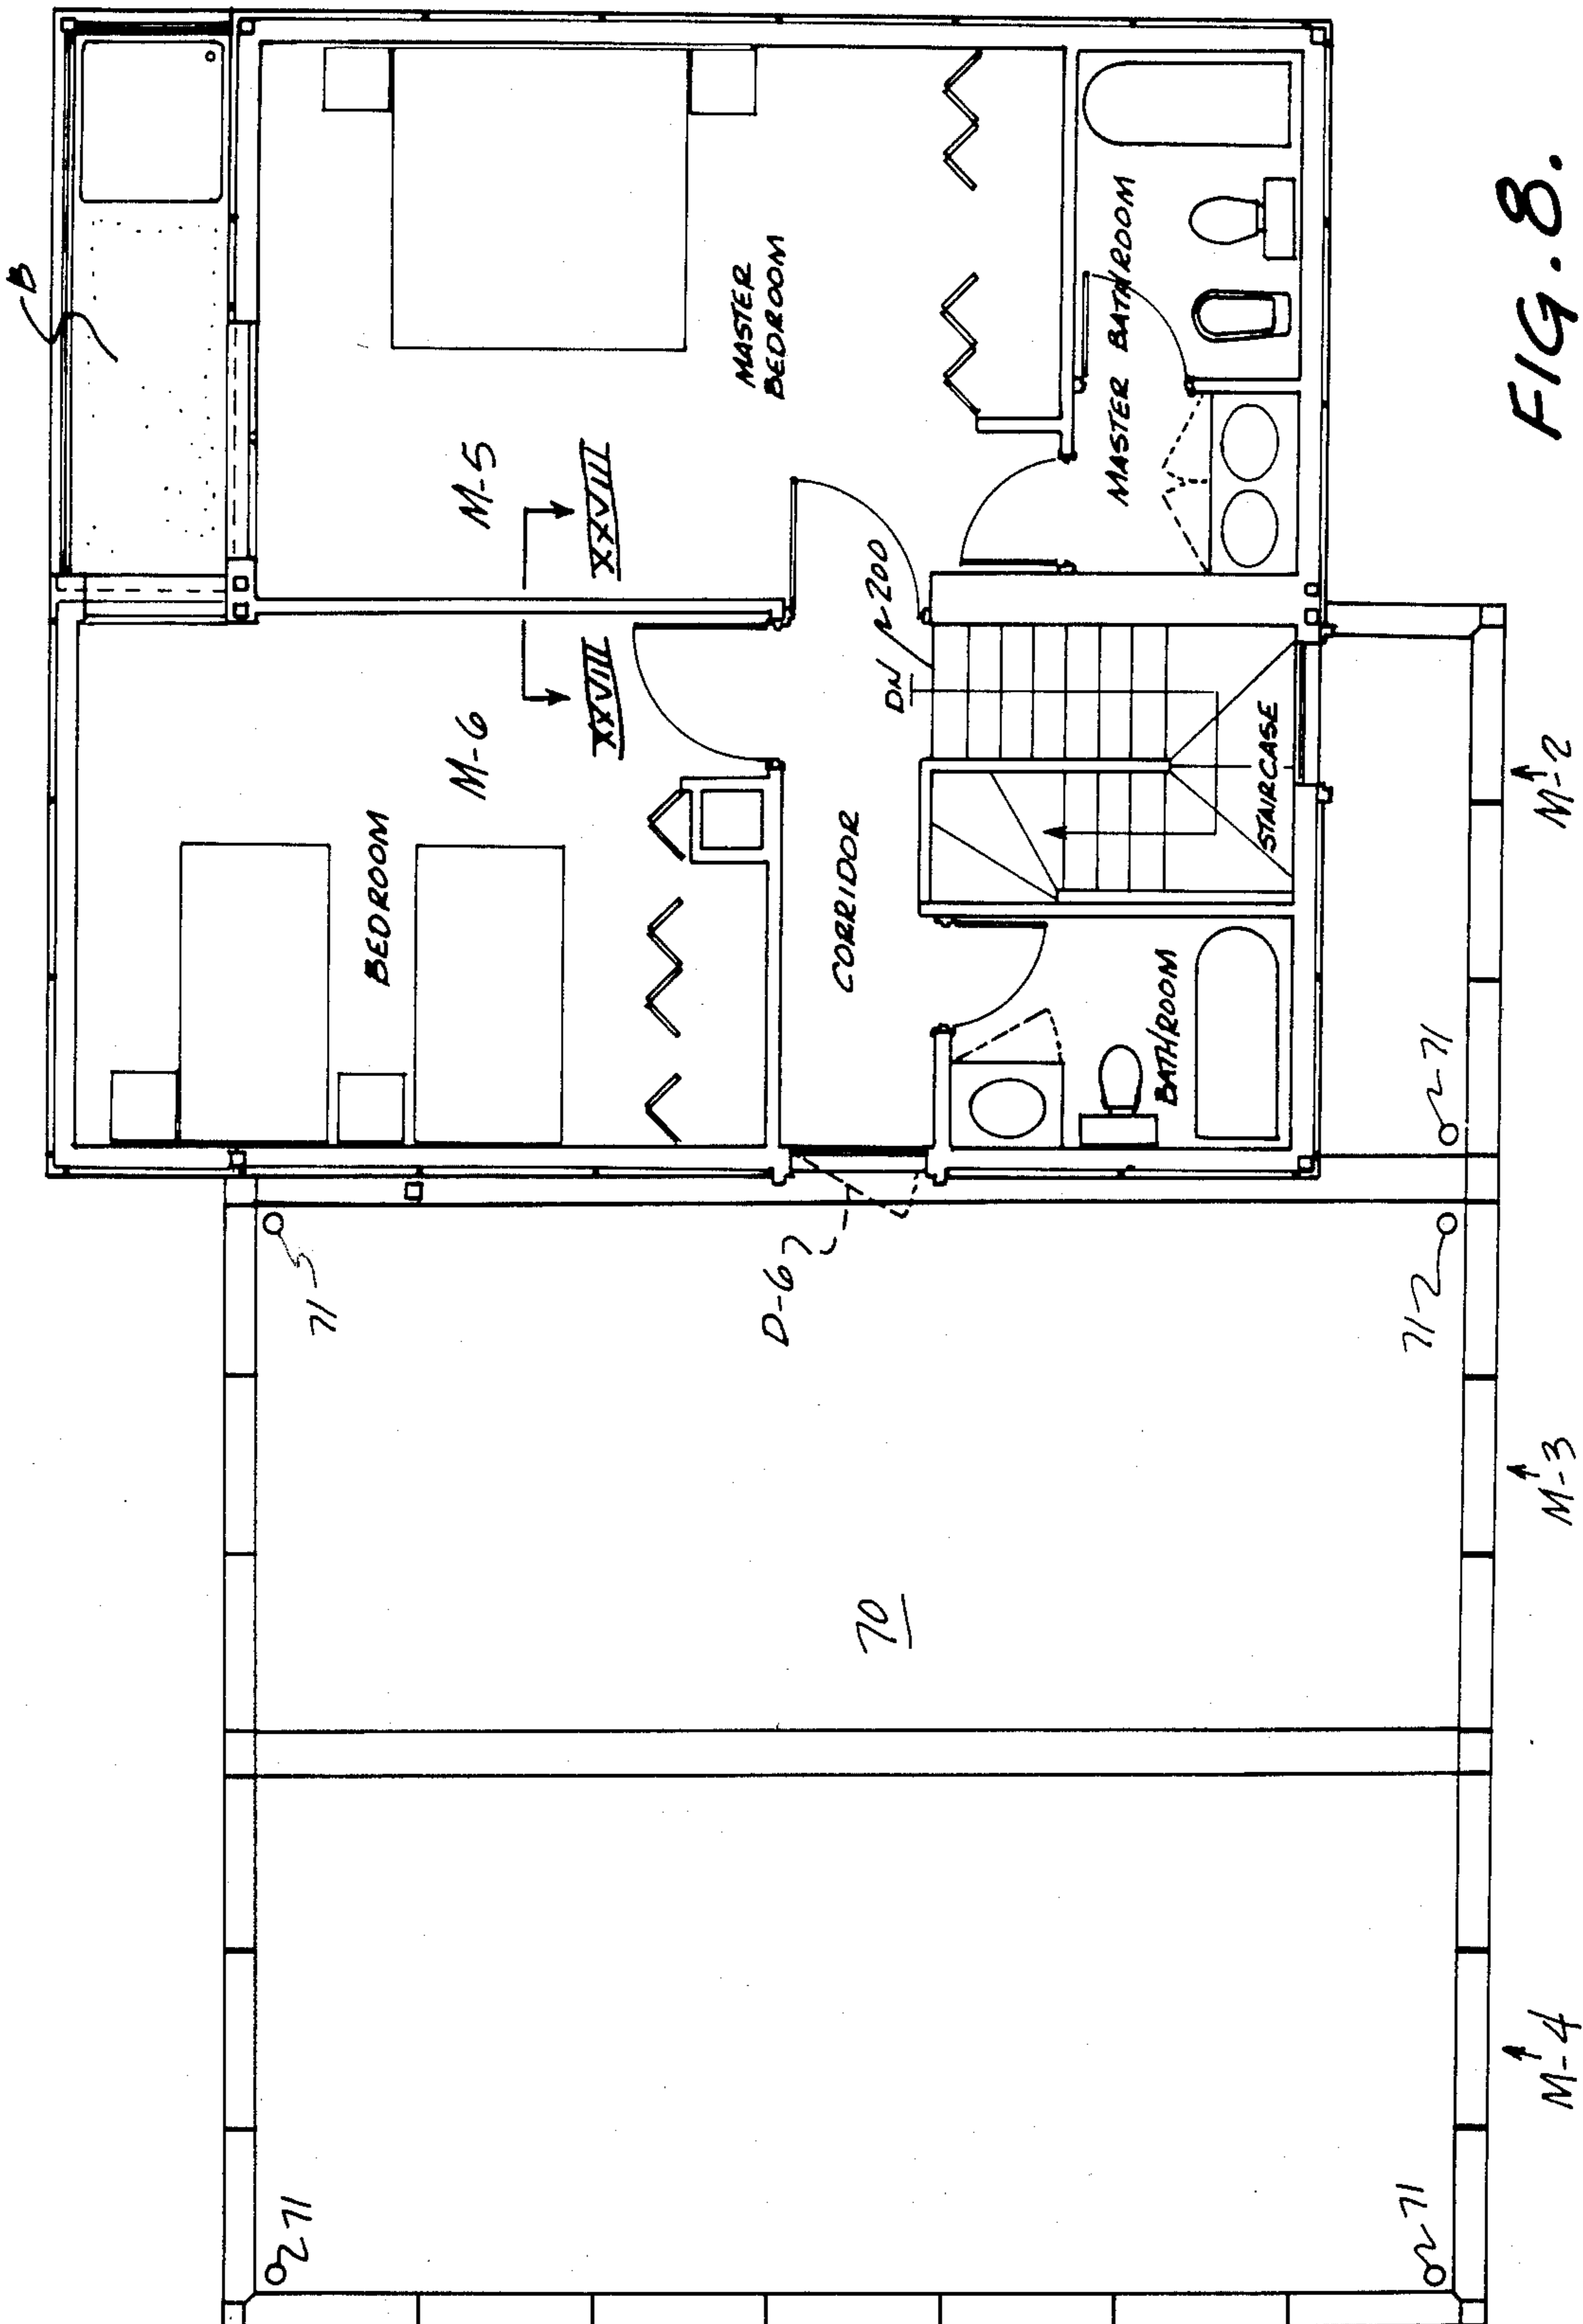 B
MASTER
BEDROOM
M-5
XXVIII
M-6
XXVIII
BEDROOM
MASTER BATHROOM
200
DN
STAIRCASE
CORRIDOR
BATHROOM
M-2
71
71
D-6
71
70
M-3
71
71
M-4
FIG. 8.